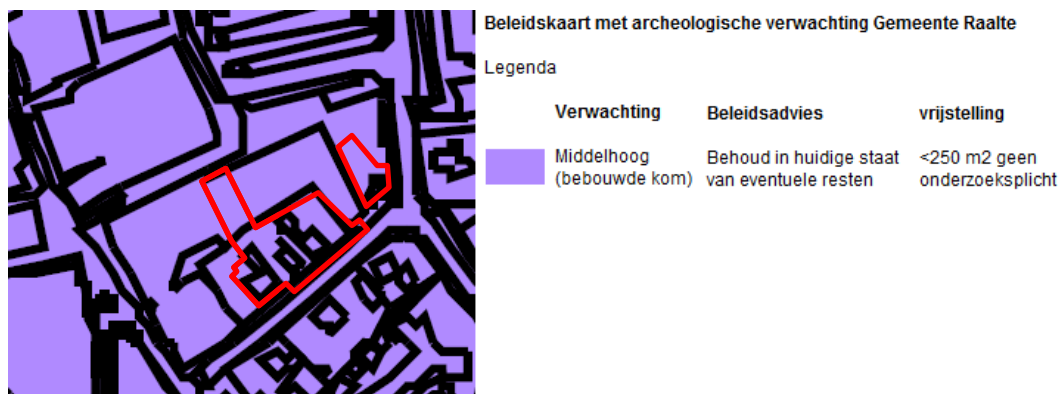 Beleidskaart met archeologische verwachting Gemeente Raalte
Legenda
Verwachting Beleidsadvies vrijstelling
Middelhoog Behoud in huidige staat <250 m2 geen
(bebouwde kom) van eventuele resten onderzoeksplicht